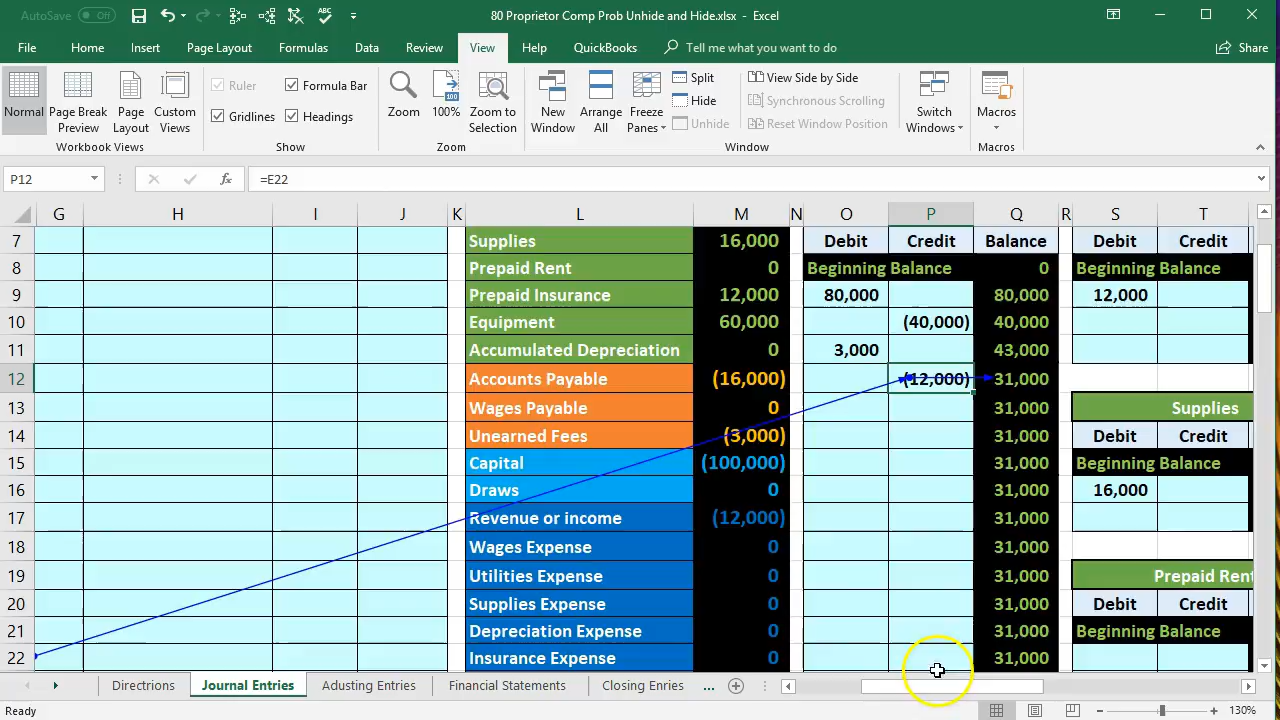 AutoSave Off 80 Proprietor Comp Prob Unhide and Hide.xlsx - Excel
File Home Insert Page Layout Formulas Data Review View Help QuickBooks Tell me what you want to do Share
Ruler Formula Bar Split View Side by Side
Normal Page Break Preview Page Layout Custom Views Gridlines Headings Zoom 100% Zoom to Selection New Window Arrange All Freeze Panes Hide Unhide Synchronous Scrolling Reset Window Position Switch Windows Macros
Workbook Views Show Zoom Window Macros
P12 fx =E22
G H I J K L M N O P Q R S T
7 Supplies 16,000 Debit Credit Balance Debit Credit
8 Prepaid Rent 0 Beginning Balance 0 Beginning Balance
9 Prepaid Insurance 12,000 80,000 80,000 12,000
10 Equipment 60,000 (40,000) 40,000
11 Accumulated Depreciation 0 3,000 43,000
12 Accounts Payable (16,000) (12,000) 31,000
13 Wages Payable 0 31,000 Supplies
14 Unearned Fees (3,000) 31,000 Debit Credit
15 Capital (100,000) 31,000 Beginning Balance
16 Draws 0 31,000 16,000
17 Revenue or income (12,000) 31,000
18 Wages Expense 0 31,000
19 Utilities Expense 0 31,000 Prepaid Rent
20 Supplies Expense 0 31,000 Debit Credit
21 Depreciation Expense 0 31,000 Beginning Balance
22 Insurance Expense 0 31,000
Directions Journal Entries Adusting Entries Financial Statements Closing Enries ...
Ready 130%